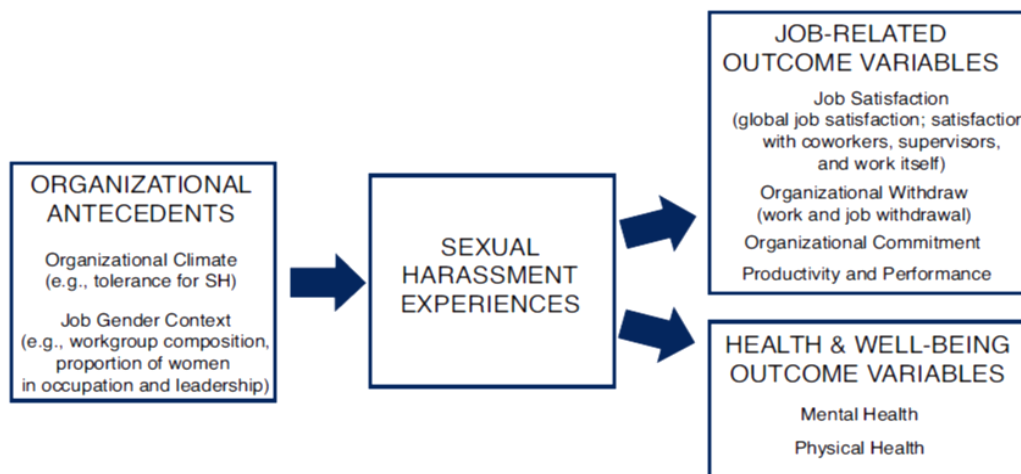 ORGANIZATIONAL
ANTECEDENTS
Organizational Climate
(e.g., tolerance for SH)
Job Gender Context
(e.g., workgroup composition,
proportion of women
in occupation and leadership)
SEXUAL
HARASSMENT
EXPERIENCES
JOB-RELATED
OUTCOME VARIABLES
Job Satisfaction
(global job satisfaction; satisfaction
with coworkers, supervisors,
and work itself)
Organizational Withdraw
(work and job withdrawal)
Organizational Commitment
Productivity and Performance
HEALTH & WELL-BEING
OUTCOME VARIABLES
Mental Health
Physical Health